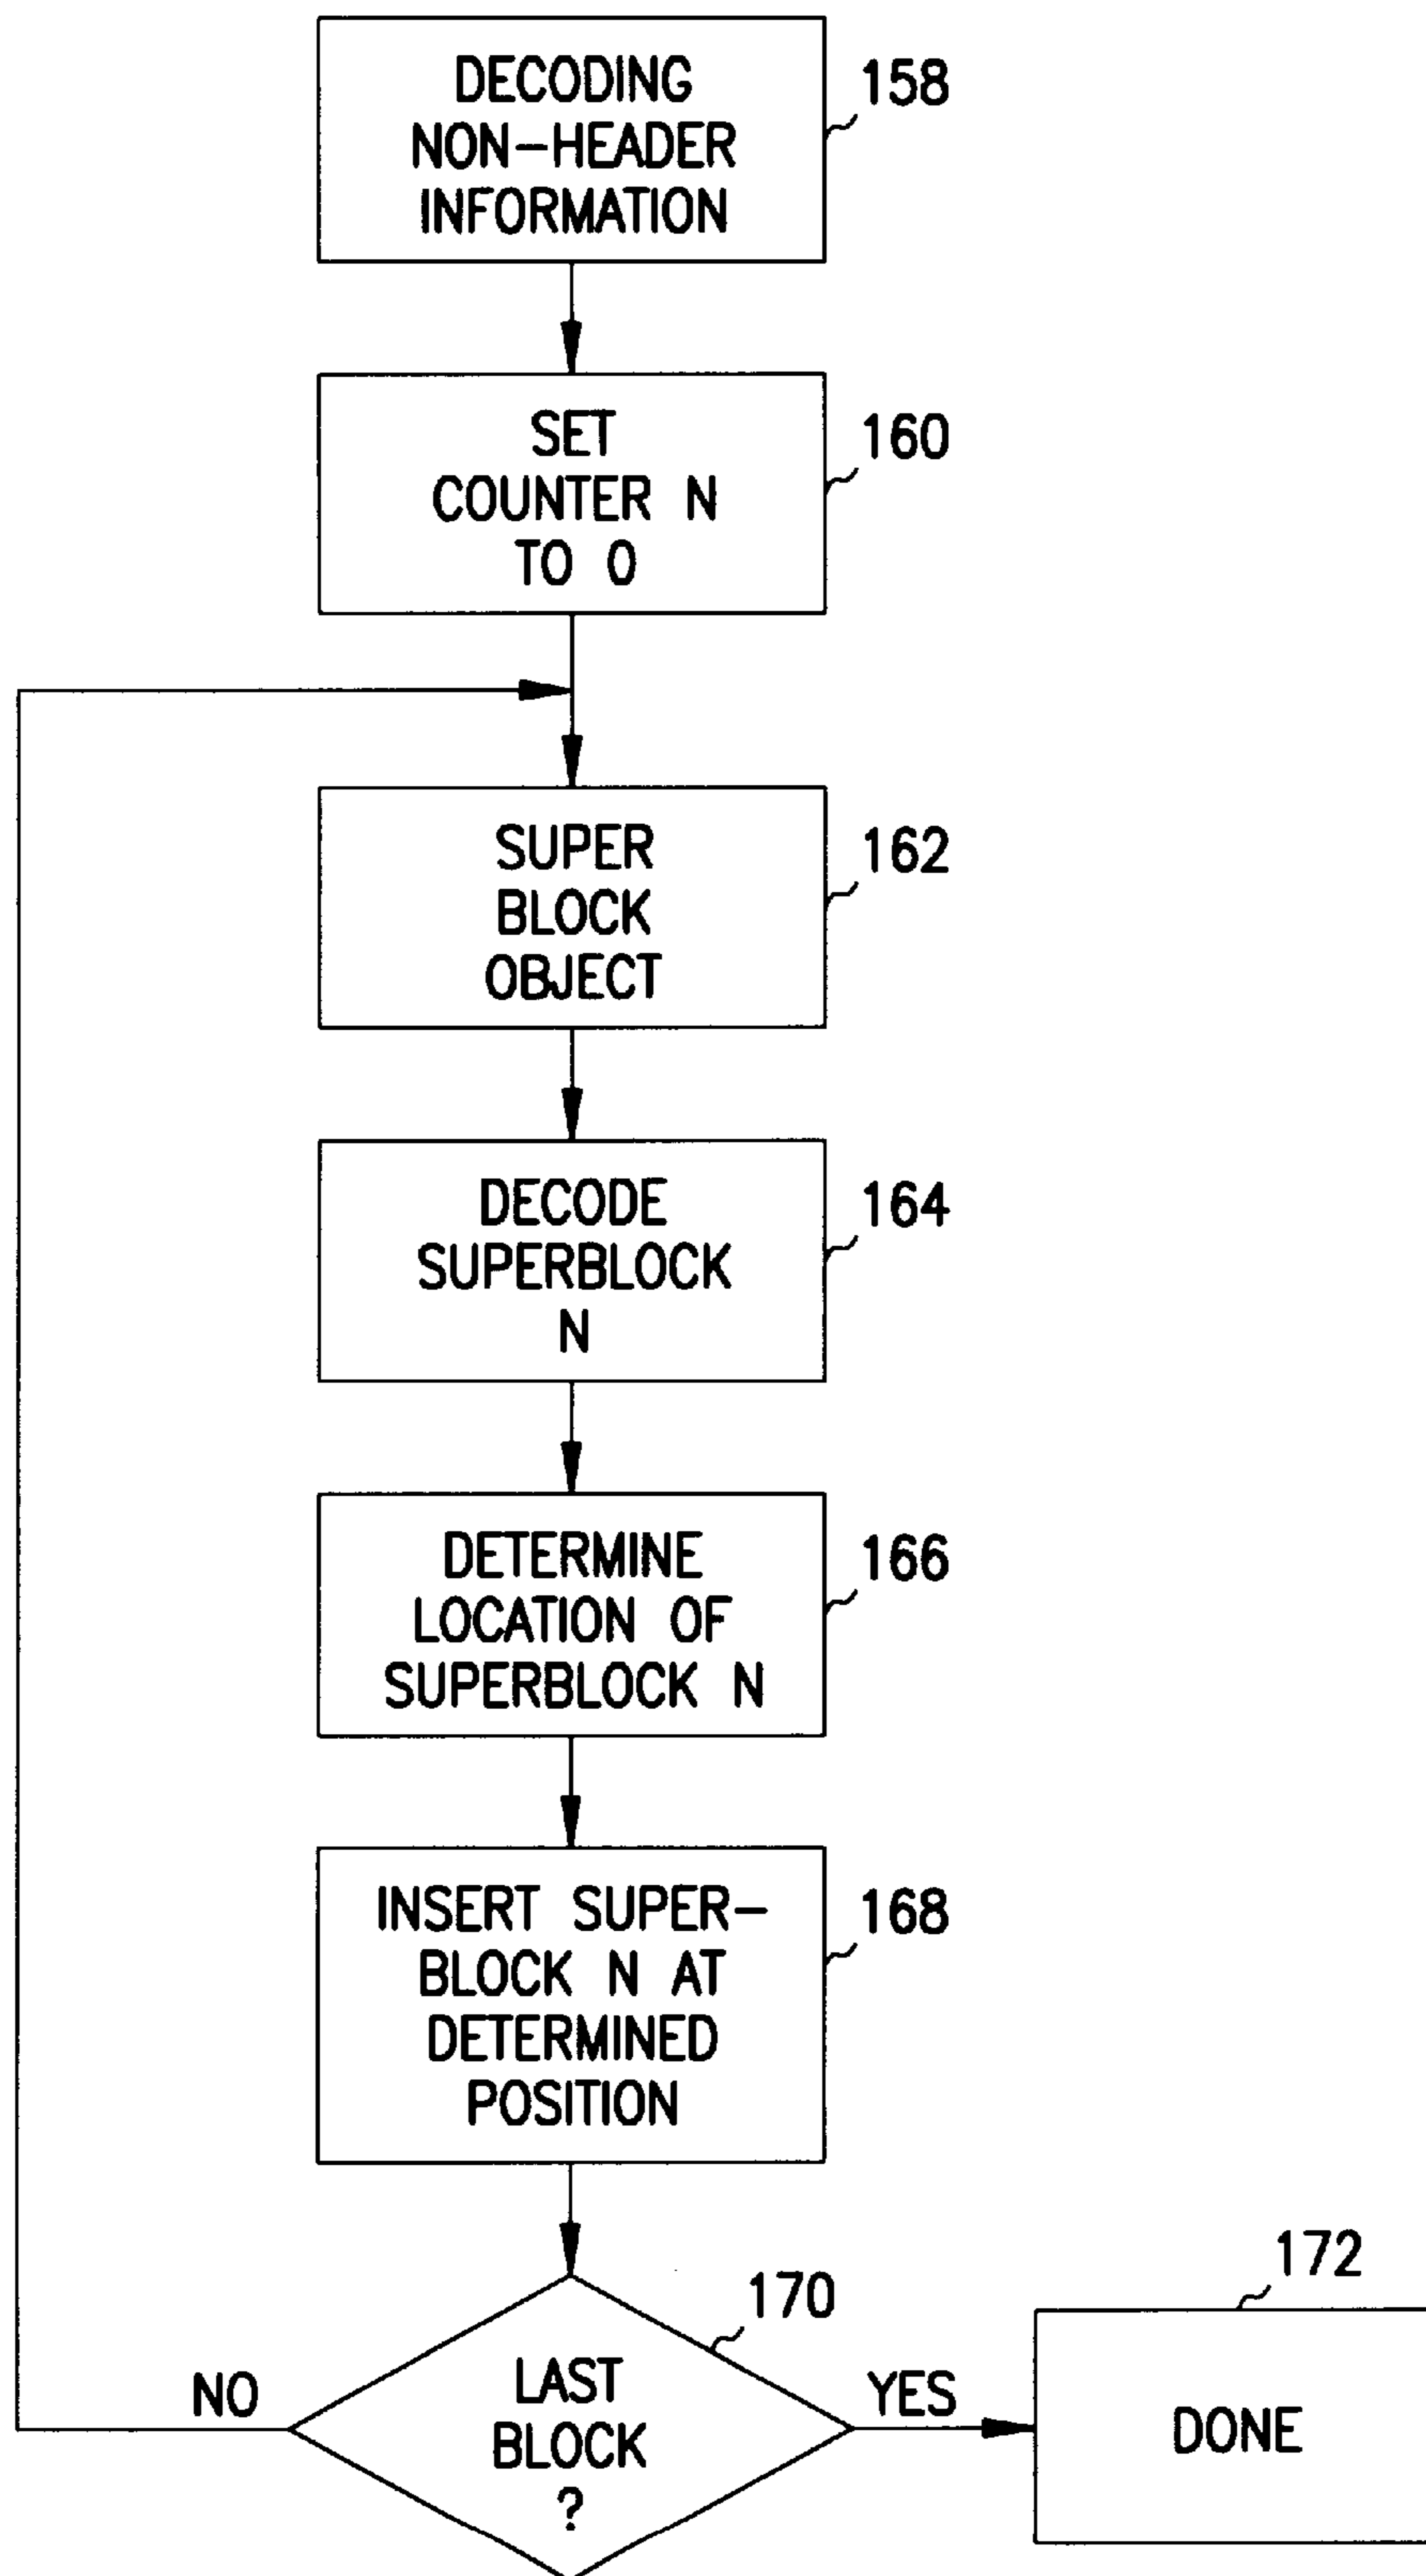 DECODING
NON-HEADER
INFORMATION
158
SET
COUNTER N
TO 0
160
SUPER
BLOCK
OBJECT
162
DECODE
SUPERBLOCK
N
164
DETERMINE
LOCATION OF
SUPERBLOCK N
166
INSERT SUPER-
BLOCK N AT
DETERMINED
POSITION
168
LAST
BLOCK
?
170
NO
YES
DONE
172